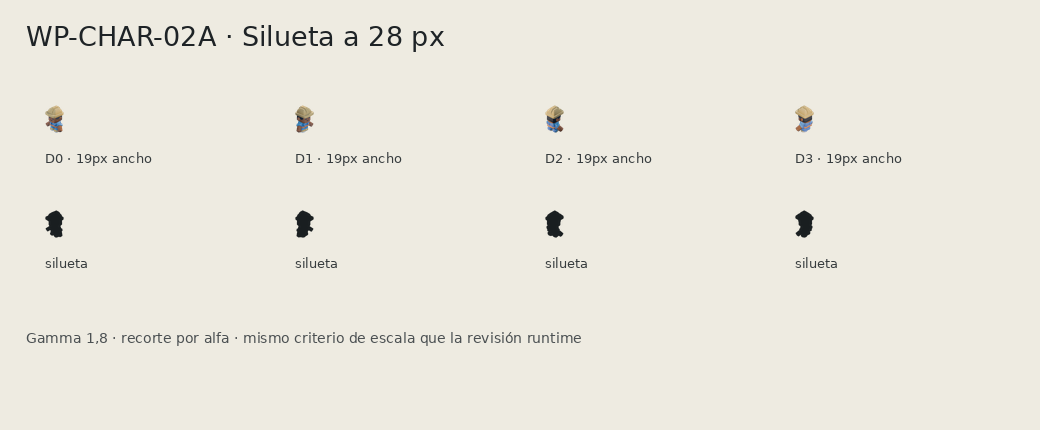 WP-CHAR-02A · Silueta a 28 px
D0 · 19px ancho
D1 · 19px ancho
D2 · 19px ancho
D3 · 19px ancho
silueta
silueta
silueta
silueta
Gamma 1,8 · recorte por alfa · mismo criterio de escala que la revisión runtime